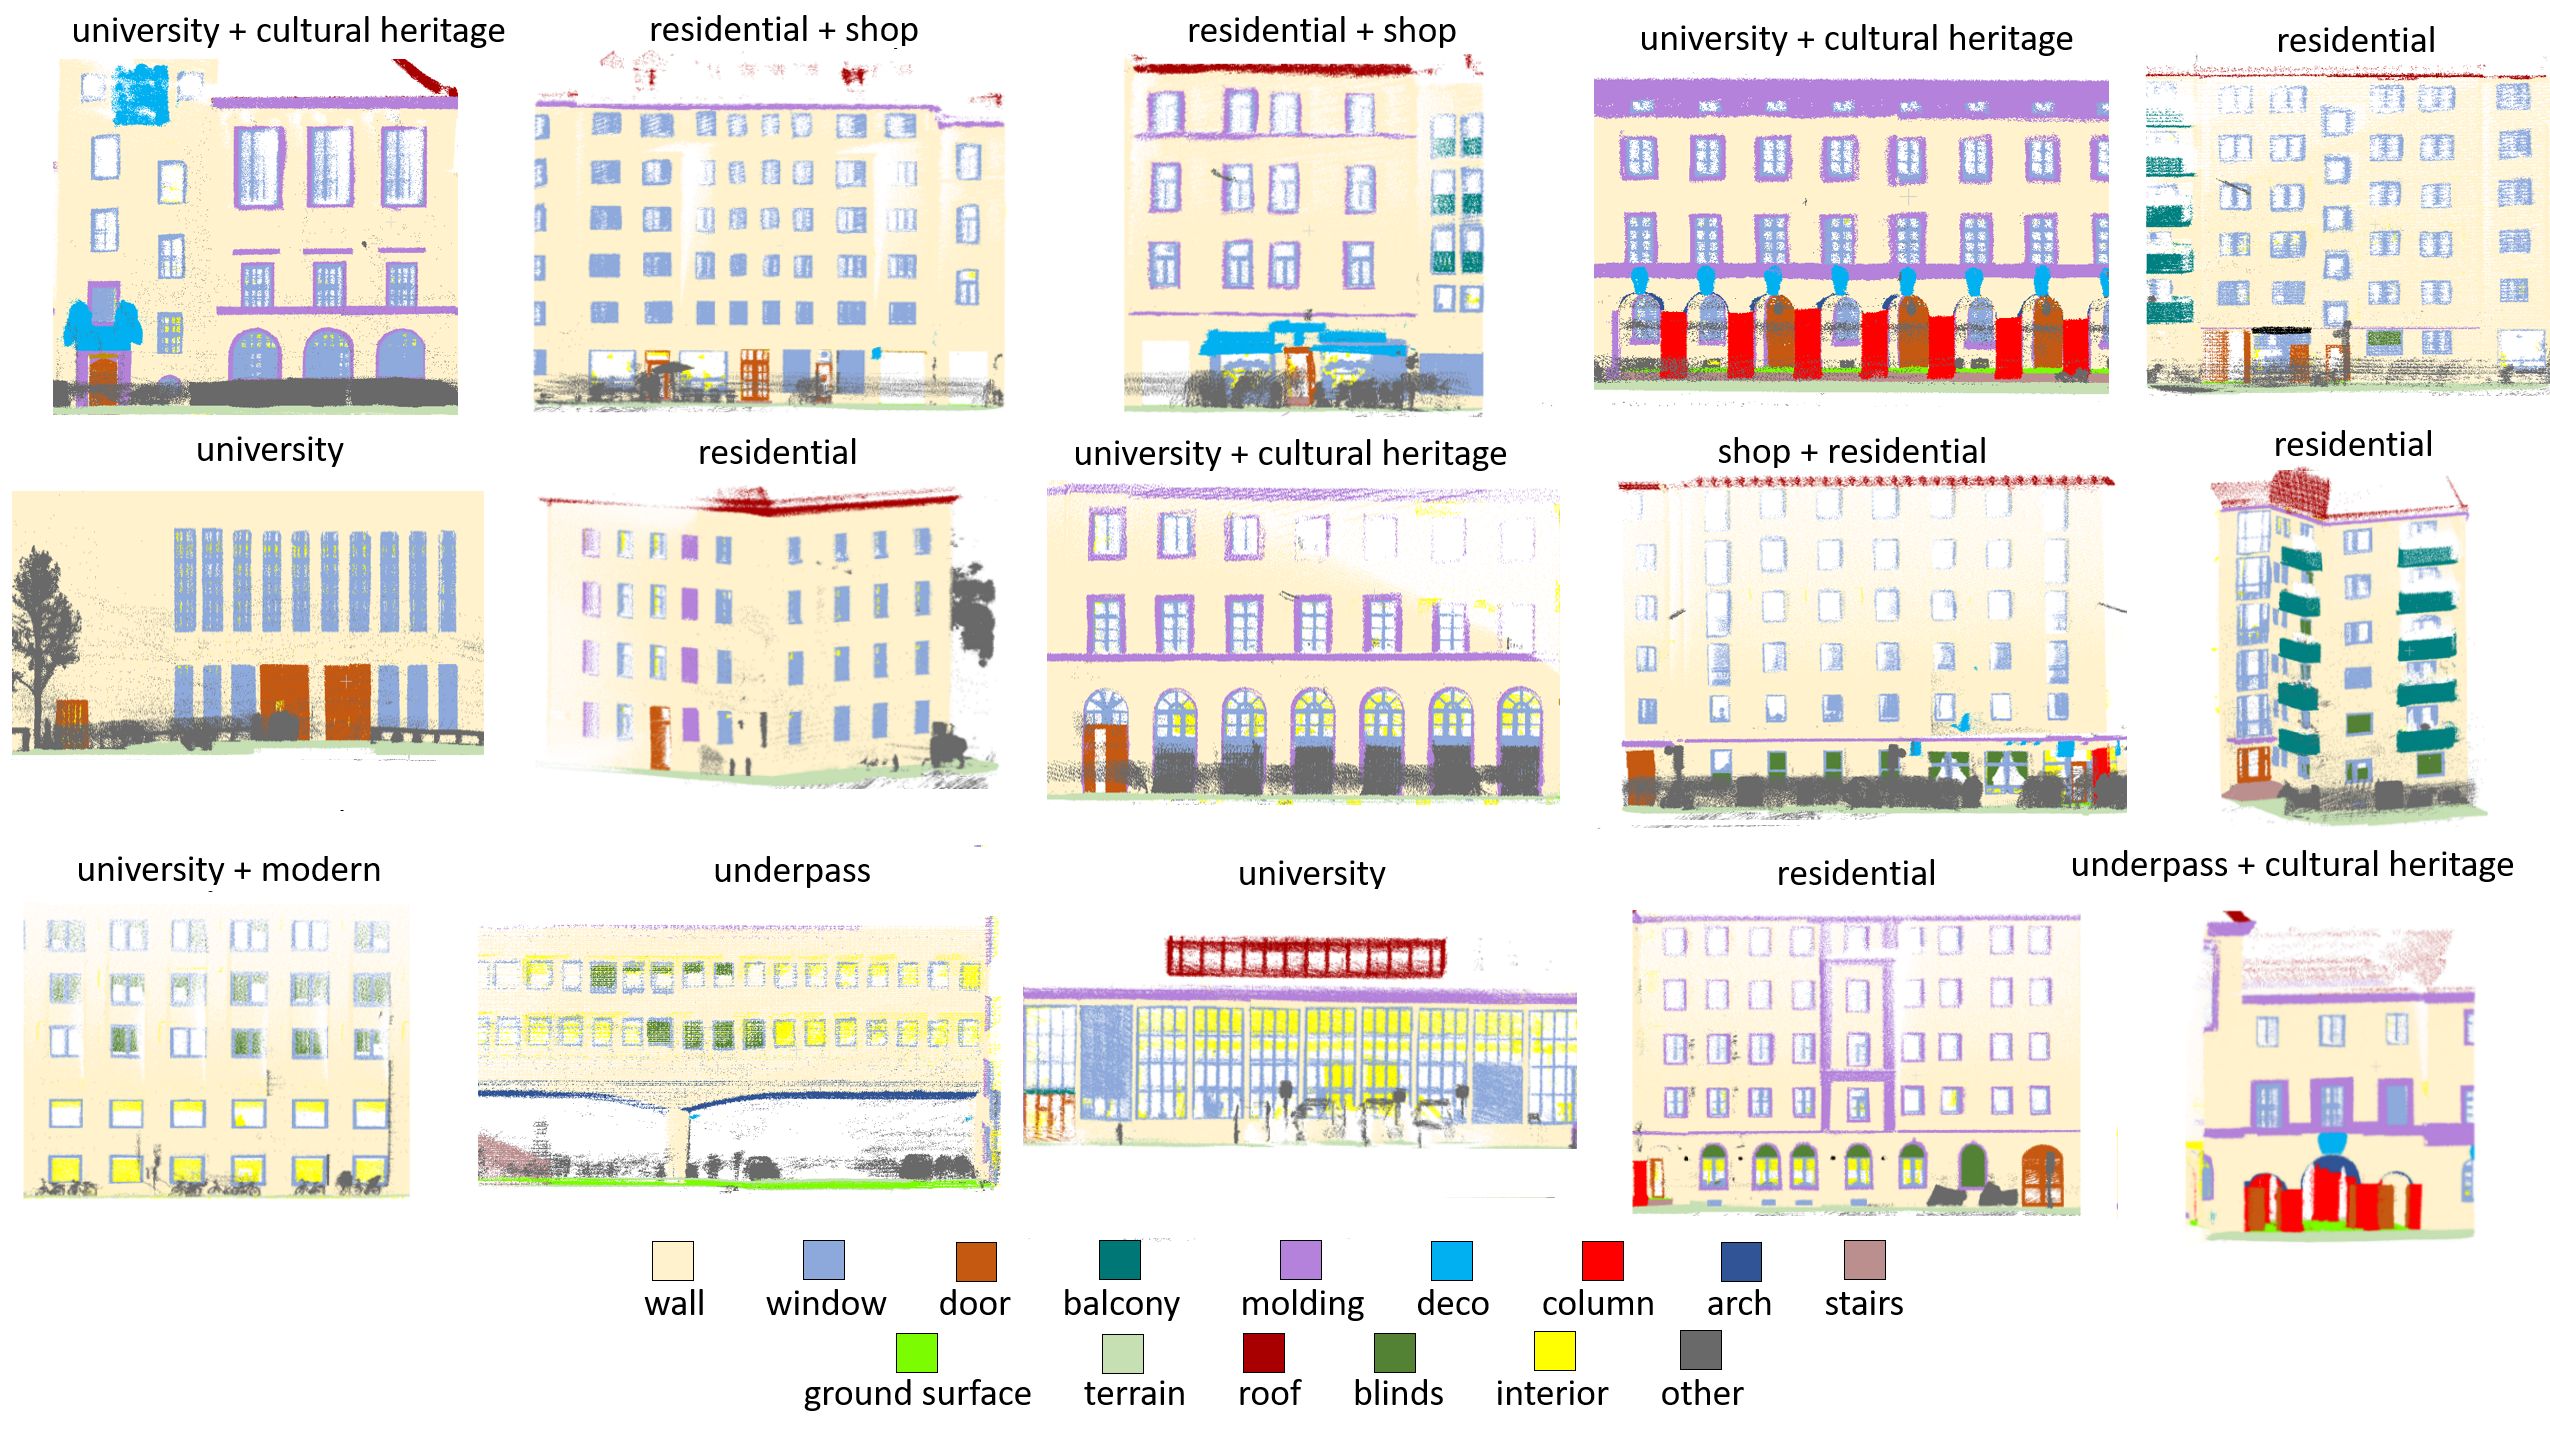 university + cultural heritage
residential + shop
residential + shop
university + cultural heritage
residential
university
residential
university + cultural heritage
shop + residential
residential
university + modern
underpass
university
residential
underpass + cultural heritage
wall
window
door
balcony
molding
deco
column
arch
stairs
ground surface
terrain
roof
blinds
interior
other